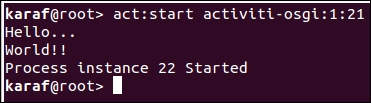 karaf@root> act:start activiti-osgi:1:21
Hello...
World!!
Process instance 22 Started
karaf@root>